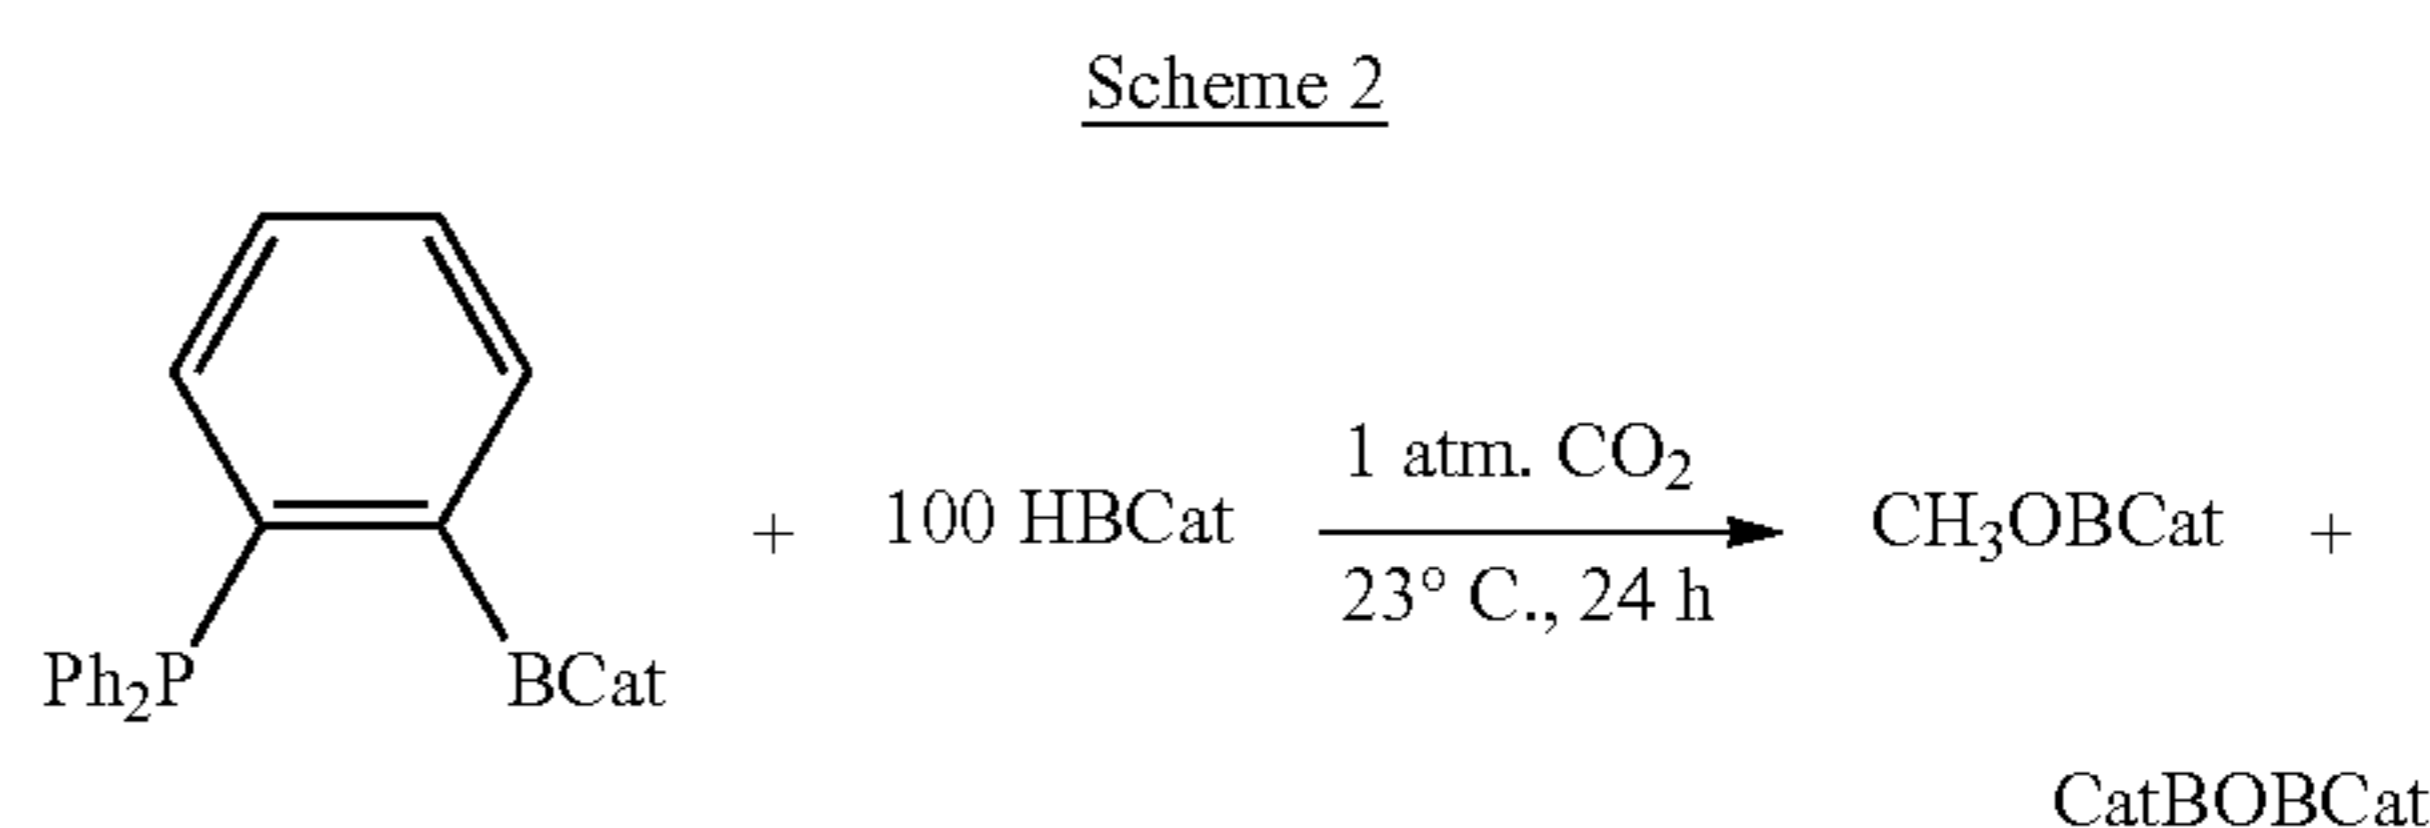 Scheme 2
1 atm. CO₂
+ 100 HBCat CH₃OBCat +
23° C., 24 h
Ph₂P BCat
CatBOBCat